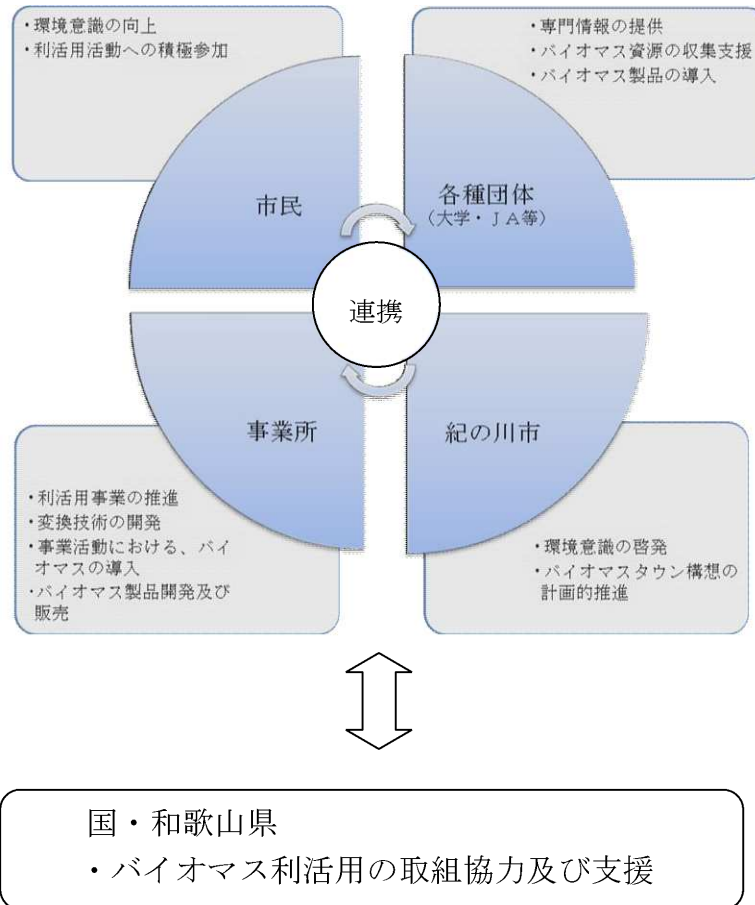 ・環境意識の向上
・利活用活動への積極参加
・専門情報の提供
・バイオマス資源の収集支援
・バイオマス製品の導入
市民
各種団体
（大学・ＪＡ等）
連携
事業所
紀の川市
・利活用事業の推進
・変換技術の開発
・事業活動における、バイ
オマスの導入
・バイオマス製品開発及び
販売
・環境意識の啓発
・バイオマスタウン構想の
計画的推進
国・和歌山県
・バイオマス利活用の取組協力及び支援